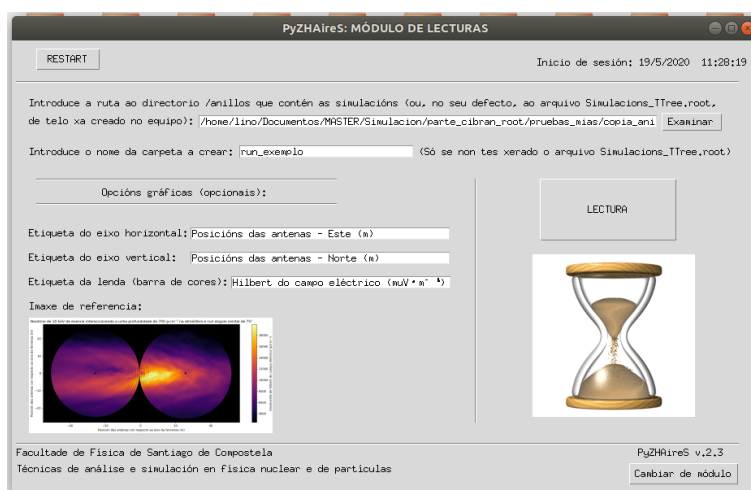 PyZHAireS: MÓDULO DE LECTURAS
RESTART
Inicio de sesión: 19/5/2020 11:28:19
Introduce a ruta ao directorio /anillos que contén as simulacións (ou, no seu defecto, ao arquivo Simulacions_TTree.root,
de telo xa creado no equipo): /home/lino/Documentos/MASTER/Simulacion/parte_cibran_root/pruebas_mias/copia_ani Examinar
Introduce o nome da carpeta a crear: run_exemplo (Só se non tes xerado o arquivo Simulacions_TTree.root)
Opcións gráficas (opcionais):
LECTURA
Etiqueta do eixo horizontal: Posicións das antenas - Este (m)
Etiqueta do eixo vertical: Posicións das antenas - Norte (m)
Etiqueta da lenda (barra de cores): Hilbert do campo eléctrico (muV * m^-1)
Imaxe de referencia:
Facultade de Física de Santiago de Compostela
PyZHAireS v.2.3
Técnicas de análise e simulación en física nuclear e de partículas
Cambiar de módulo